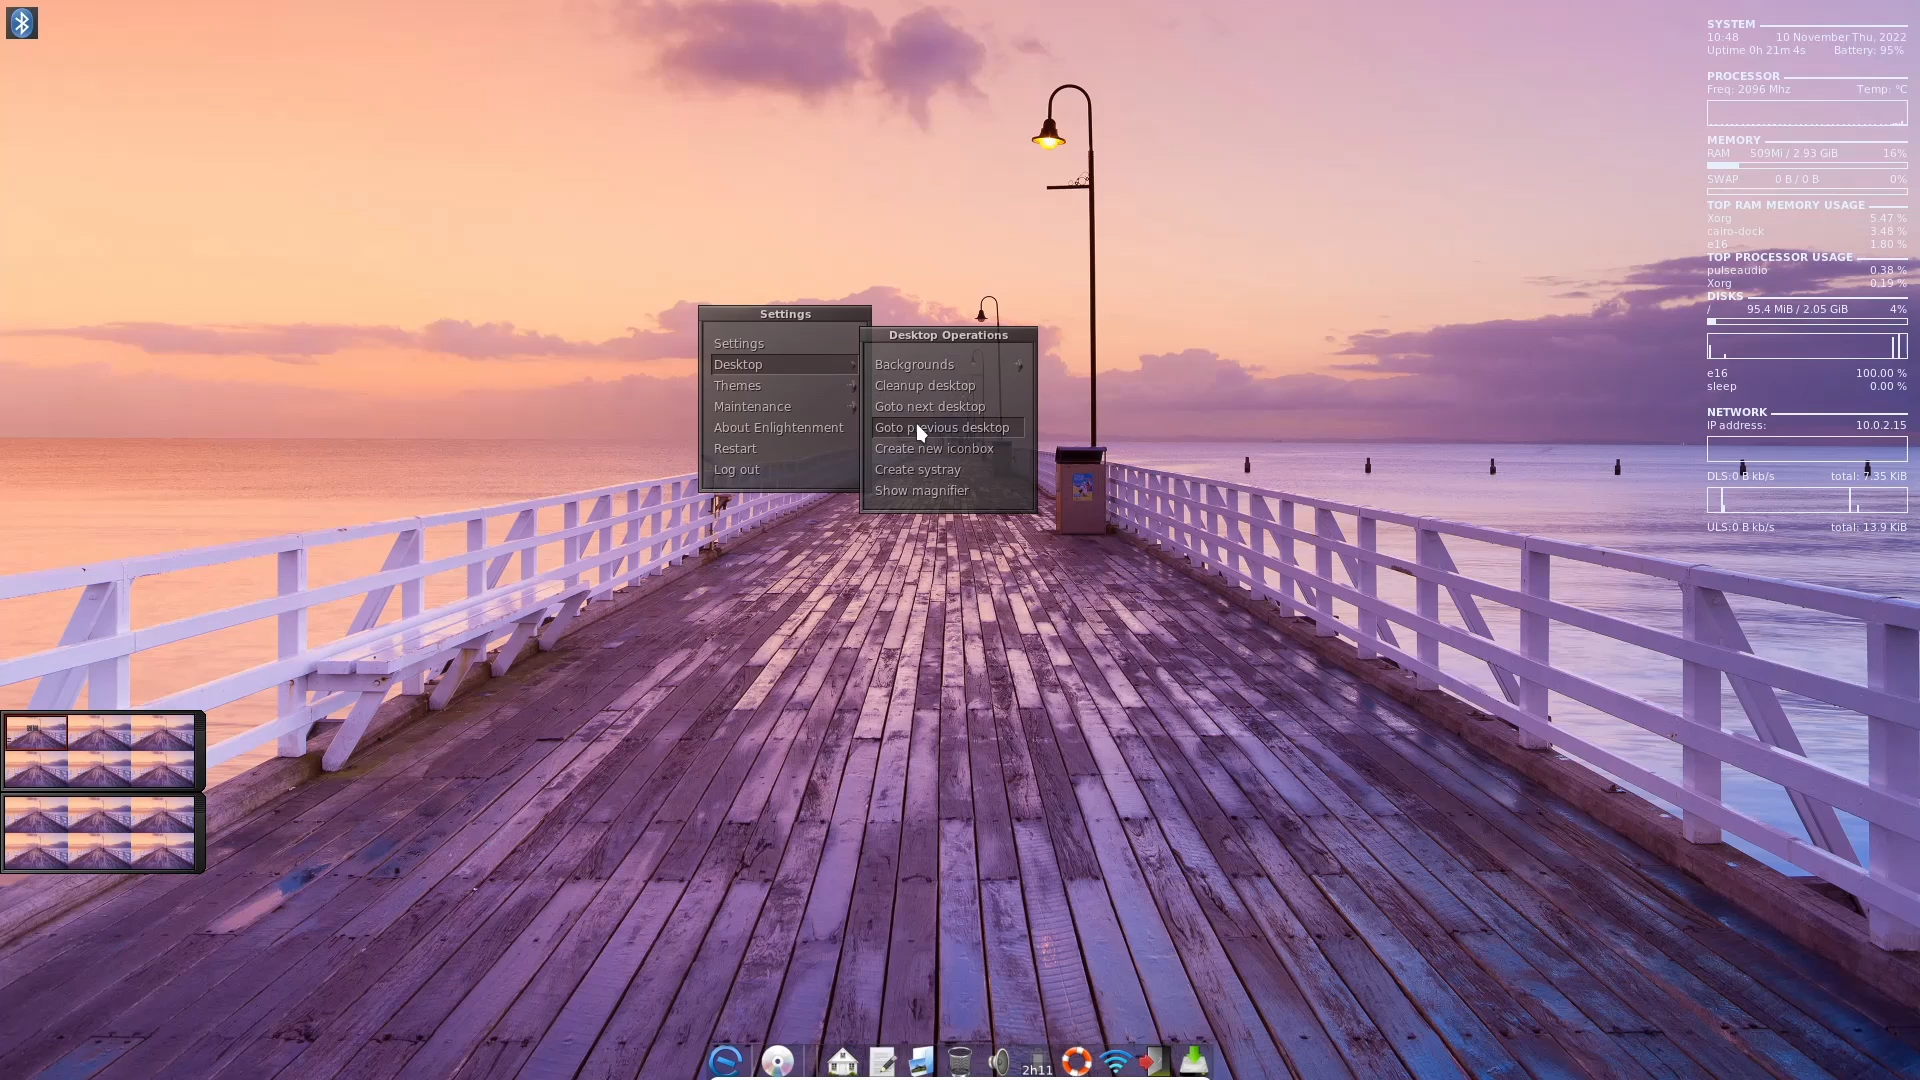 Settings
Settings
Desktop
Themes
Maintenance
About Enlightenment
Restart
Log out
Desktop Operations
Backgrounds
Cleanup desktop
Goto next desktop
Goto previous desktop
Create new iconbox
Create systray
Show magnifier
SYSTEM
10:48 10 November Thu, 2022
Uptime 0h 21m 4s Battery: 95%
PROCESSOR
Freq: 2096 Mhz Temp: °C
MEMORY
RAM 509Mi / 2.93 GiB 16%
SWAP 0 B / 0 B 0%
TOP RAM MEMORY USAGE
Xorg 5.47 %
cairo-dock 3.48 %
e16 1.80 %
TOP PROCESSOR USAGE
pulseaudio 0.38 %
Xorg 0.19 %
DISKS
/ 95.4 MiB / 2.05 GiB 4%
e16 100.00 %
sleep 0.00 %
NETWORK
IP address: 10.0.2.15
DLS:0 B kb/s total: 7.35 KiB
ULS:0 B kb/s total: 13.9 KiB
2h11